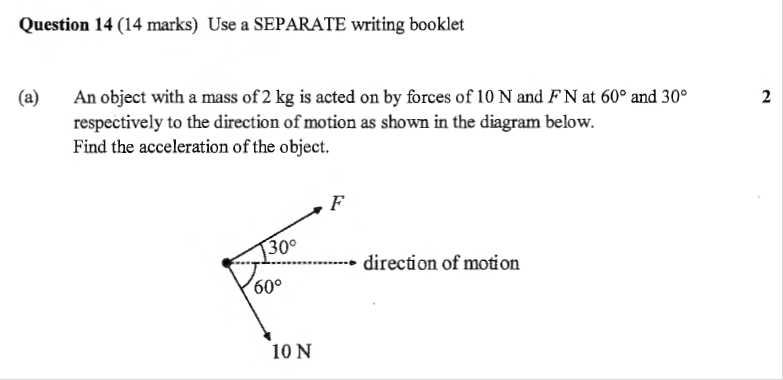 Question 14 (14 marks) Use a SEPARATE writing booklet
(a) An object with a mass of 2 kg is acted on by forces of 10 N and F N at 60° and 30° 2
respectively to the direction of motion as shown in the diagram below.
Find the acceleration of the object.
F
30°
direction of motion
60°
10 N